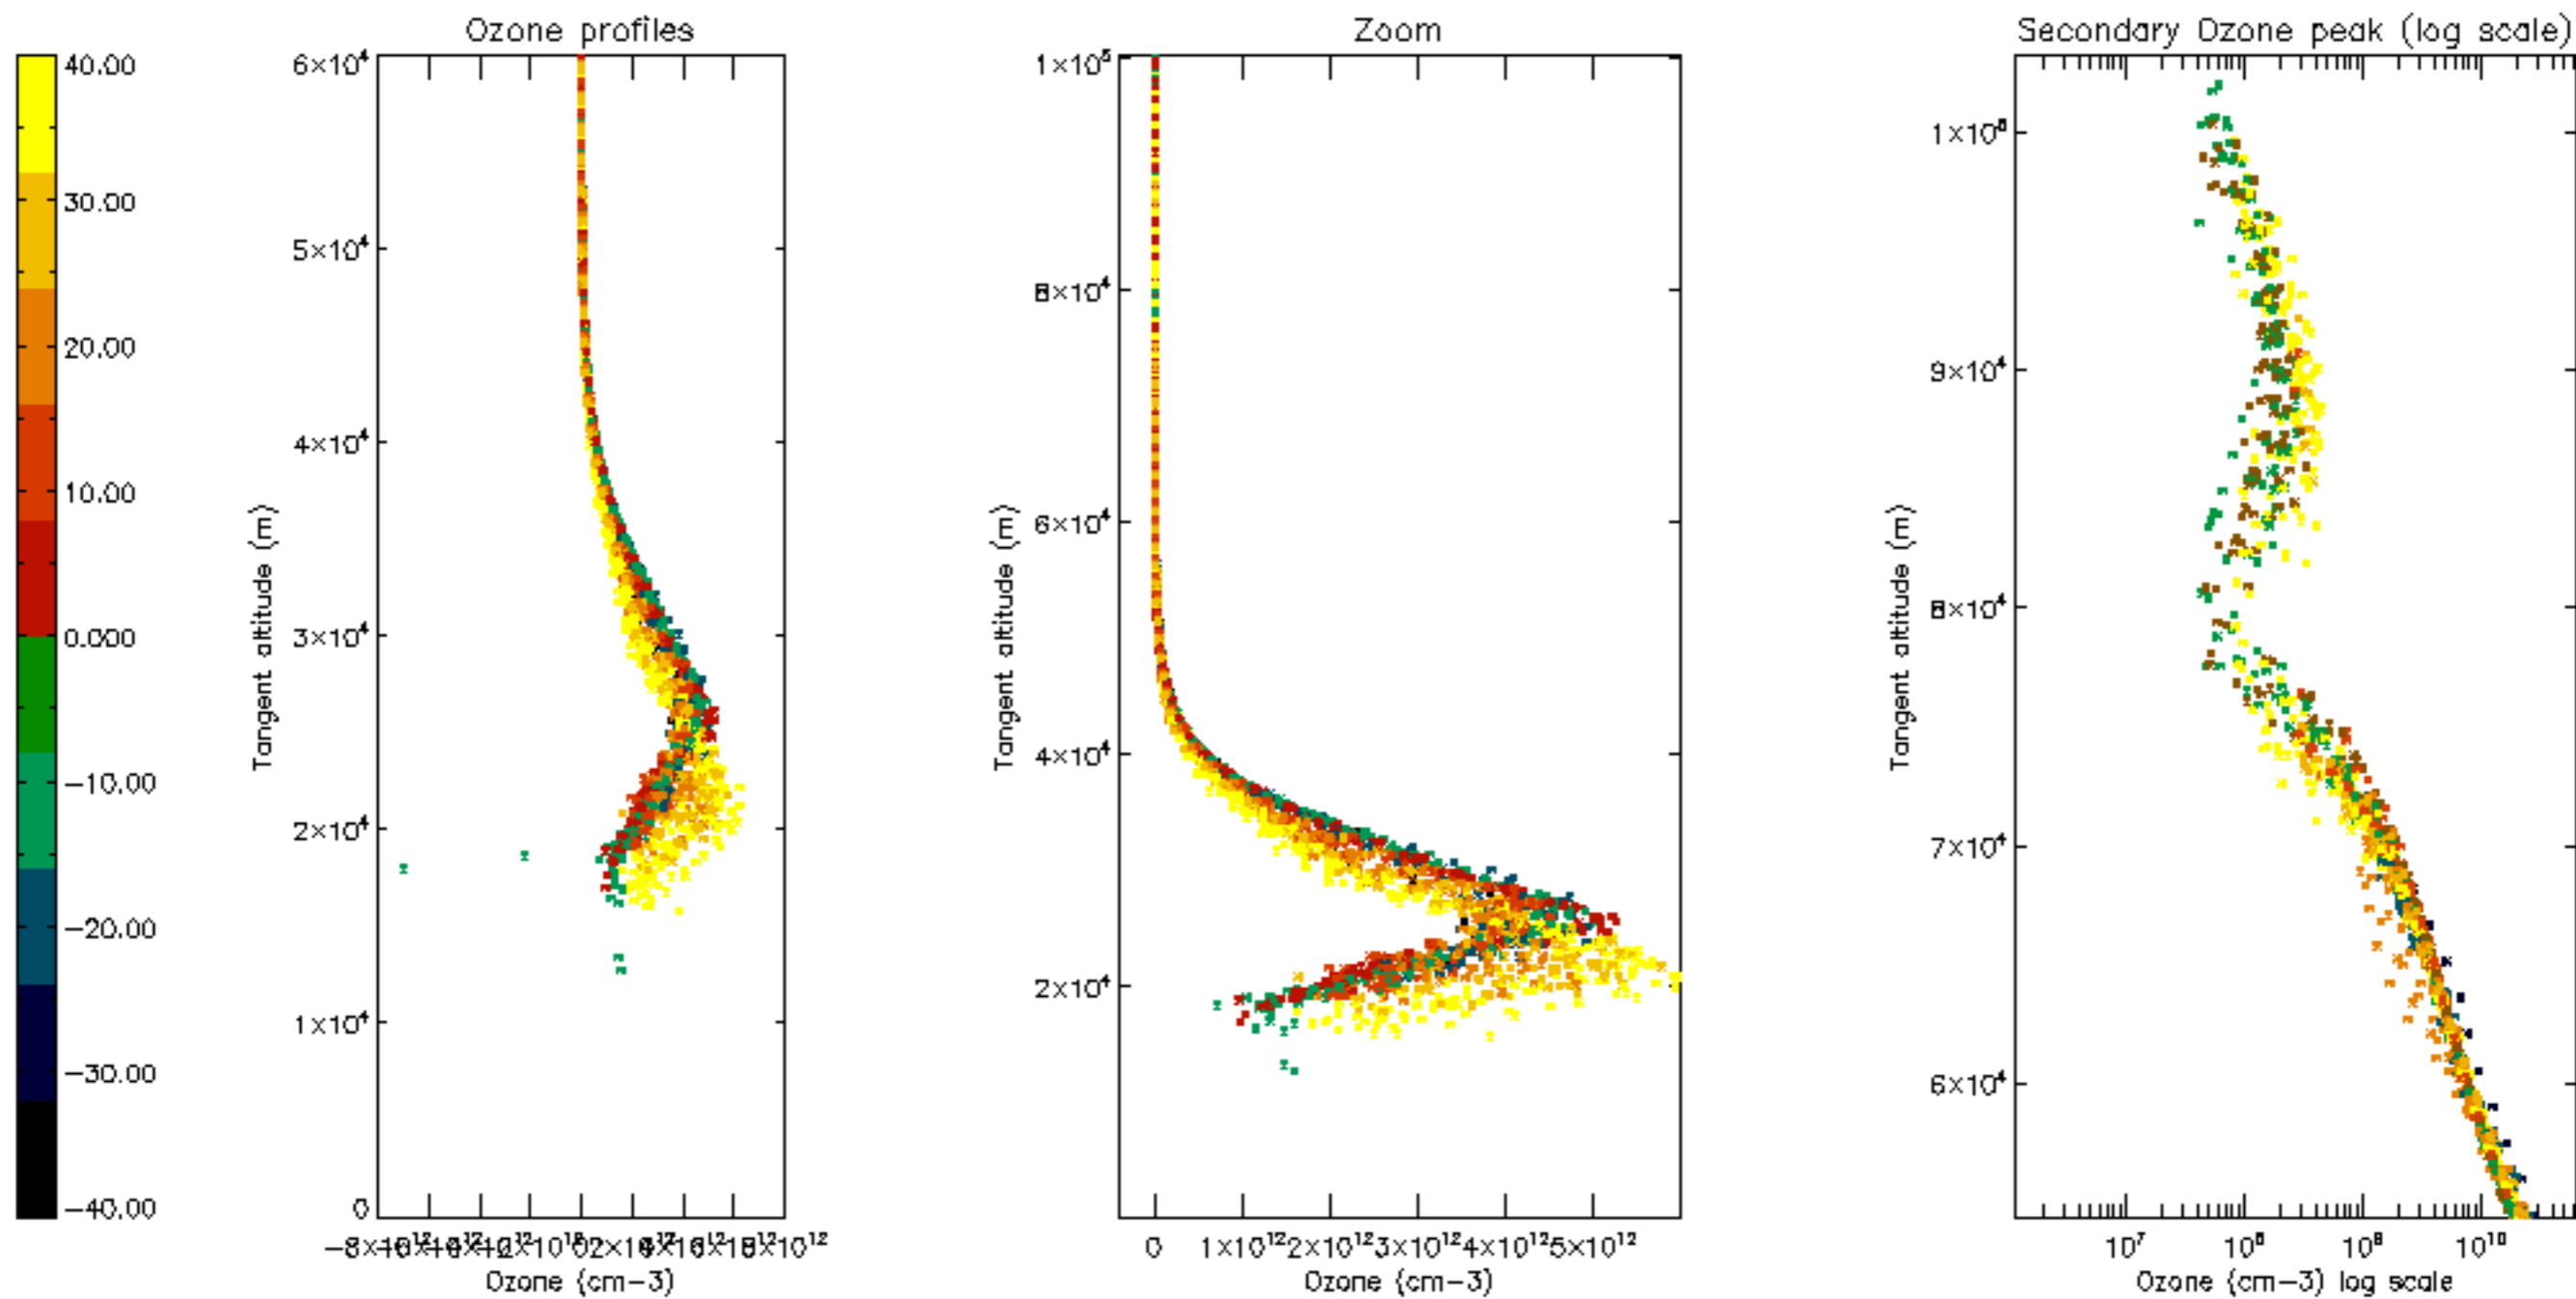 Ozone profiles
Zoom
Secondary Ozone peak (log scale)
40.00
30.00
20.00
10.00
0.00
-10.00
-20.00
-30.00
-40.00
6×10⁴
5×10⁴
4×10⁴
3×10⁴
2×10⁴
1×10⁴
0
Tangent altitude (m)
Ozone (cm-3)
1×10⁵
8×10⁴
6×10⁴
4×10⁴
2×10⁴
Tangent altitude (m)
0 1×10¹² 2×10¹² 3×10¹² 4×10¹² 5×10¹²
Ozone (cm-3)
9×10⁴
8×10⁴
7×10⁴
6×10⁴
Tangent altitude (m)
10⁷ 10⁸ 10⁹ 10¹⁰
Ozone (cm-3) log scale